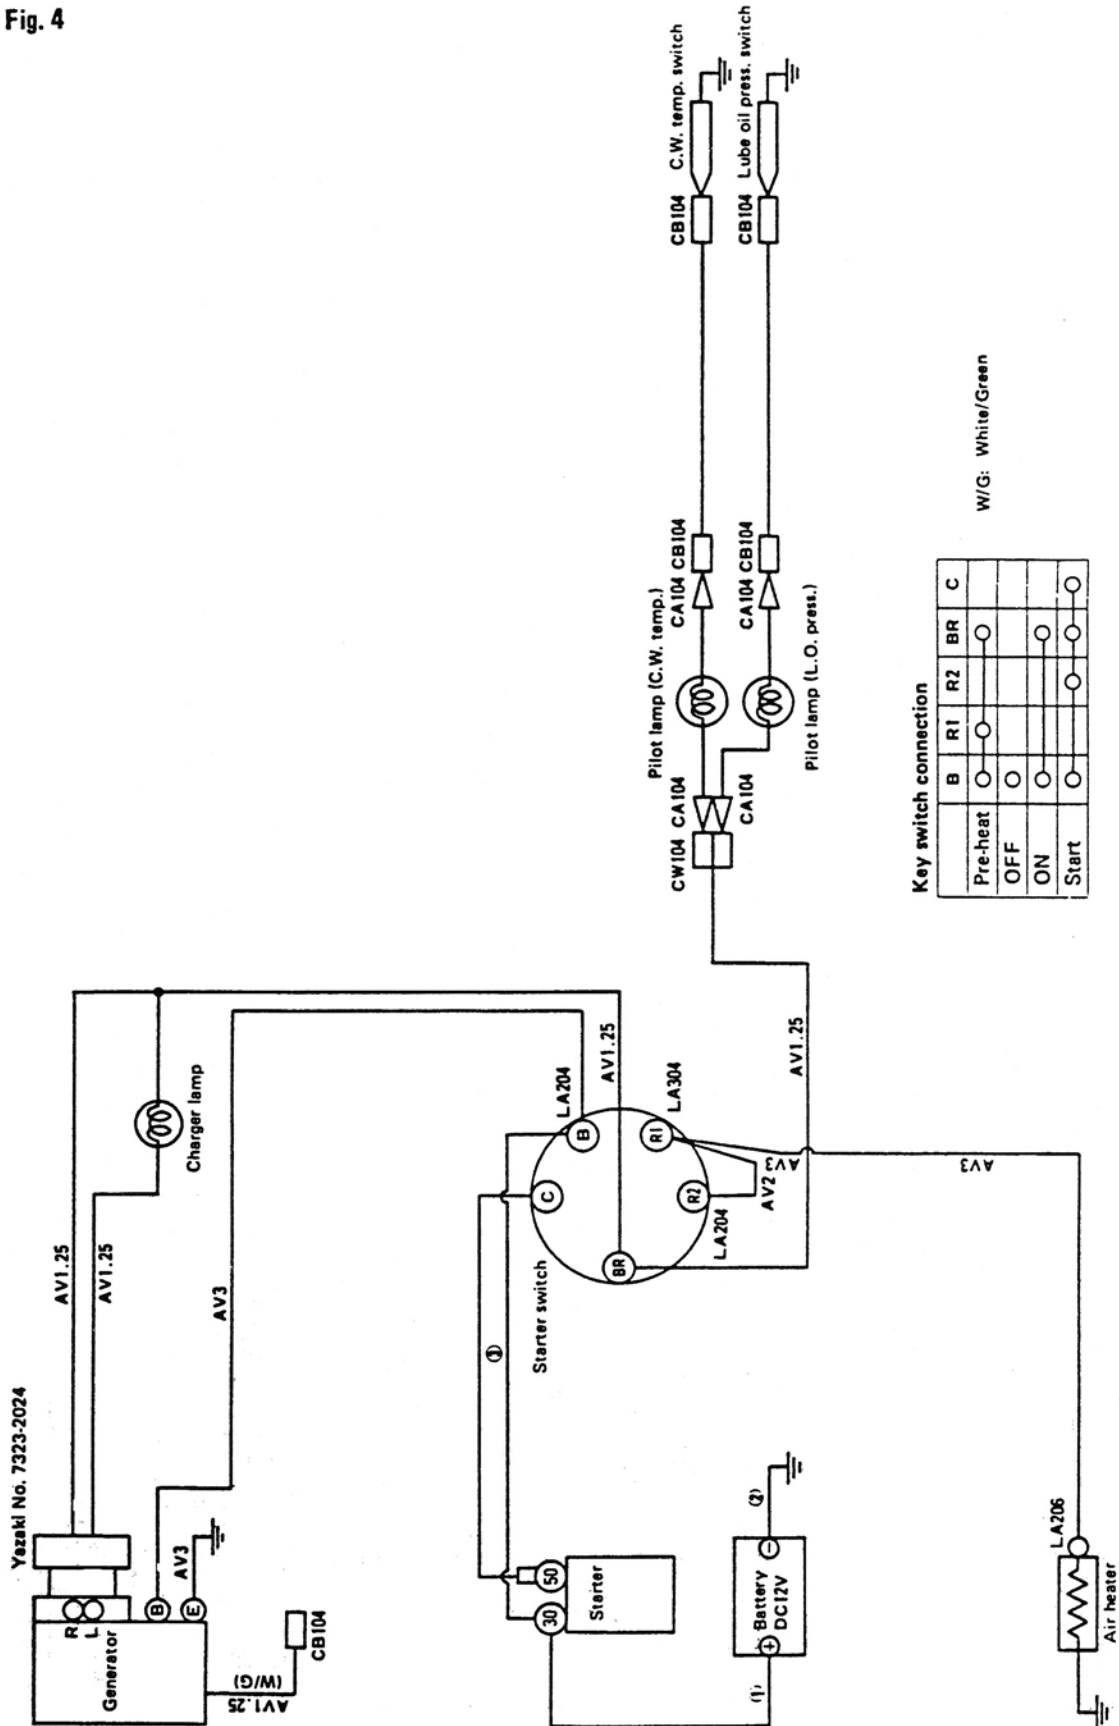 Fig. 4
Yazaki No. 7323-2024
R
L
Generator
B
E
AV3
AV1.25
(W/G)
CB104
AV1.25
AV1.25
AV3
Charger lamp
Starter switch
C
B
LA204
BR
AV1.25
R1
LA304
R2
LA204
AV2
AV3
AV3
AV1.25
30
50
Starter
Battery
DC12V
+
−
(1)
(2)
(3)
LA206
Air heater
CW104
CA104
CA104
Pilot lamp (C.W. temp.)
Pilot lamp (L.O. press.)
CA104
CB104
CA104
CB104
CB104
C.W. temp. switch
CB104
Lube oil press. switch
Key switch connection
B R1 R2 BR C
Pre-heat
OFF
ON
Start
W/G: White/Green